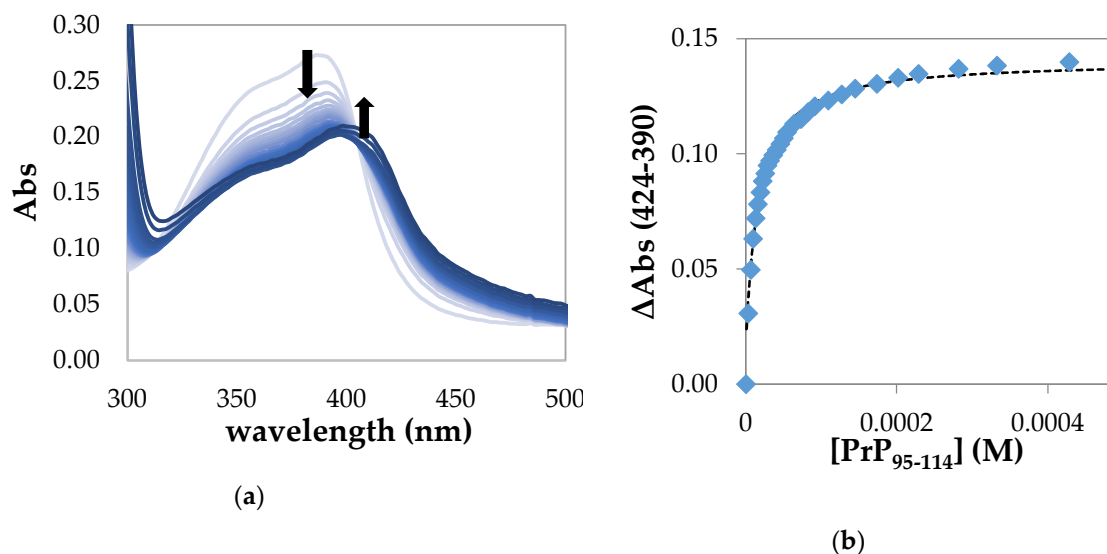 0.30
0.25
0.20
0.15
0.10
0.05
0.00
Abs
300 350 400 450 500
wavelength (nm)
(a)
0.15
0.10
0.05
0.00
ΔAbs (424-390)
0 0.0002 0.0004
[PrP95-114] (M)
(b)